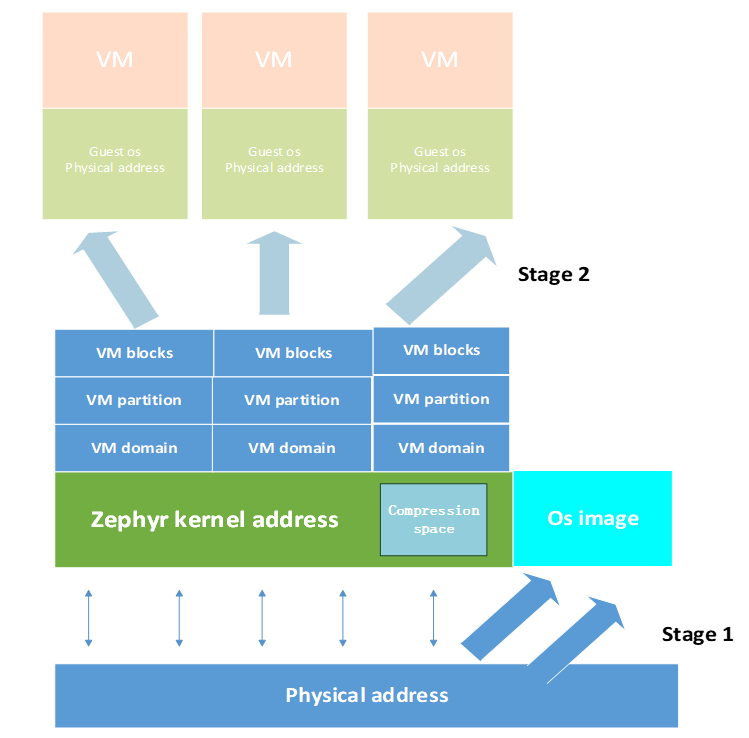 VM
VM
VM
Guest os
Physical address
Guest os
Physical address
Guest os
Physical address
Stage 2
VM blocks
VM blocks
VM blocks
VM partition
VM partition
VM partition
VM domain
VM domain
VM domain
Zephyr kernel address
Compression
space
Os image
Stage 1
Physical address